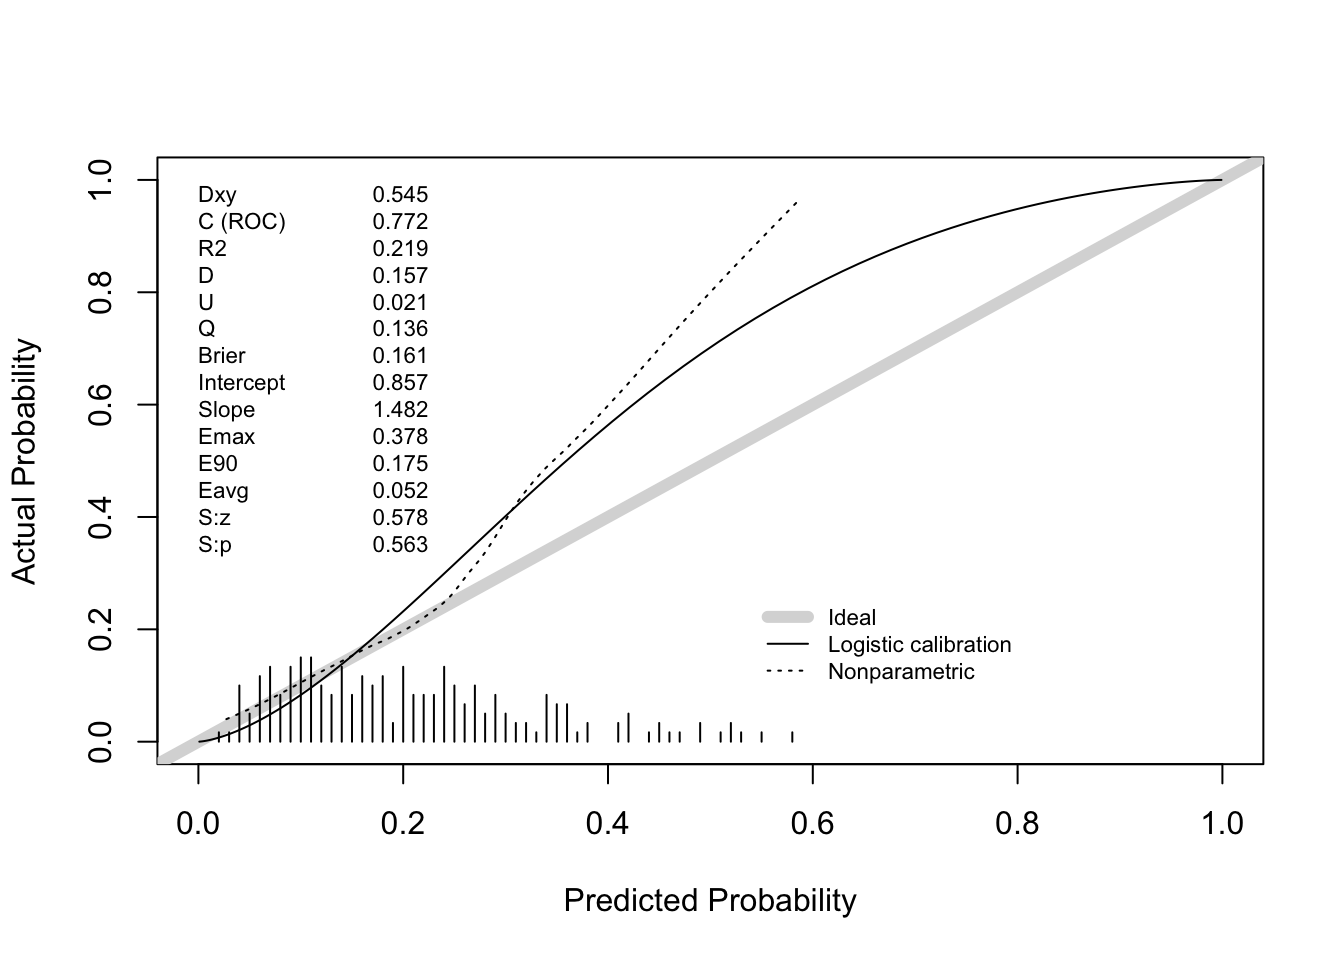 Dxy 0.545
C (ROC) 0.772
R2 0.219
D 0.157
U 0.021
Q 0.136
Brier 0.161
Intercept 0.857
Slope 1.482
Emax 0.378
E90 0.175
Eavg 0.052
S:z 0.578
S:p 0.563
Ideal
Logistic calibration
Nonparametric
Actual Probability
1.0
0.8
0.6
0.4
0.2
0.0
0.0 0.2 0.4 0.6 0.8 1.0
Predicted Probability